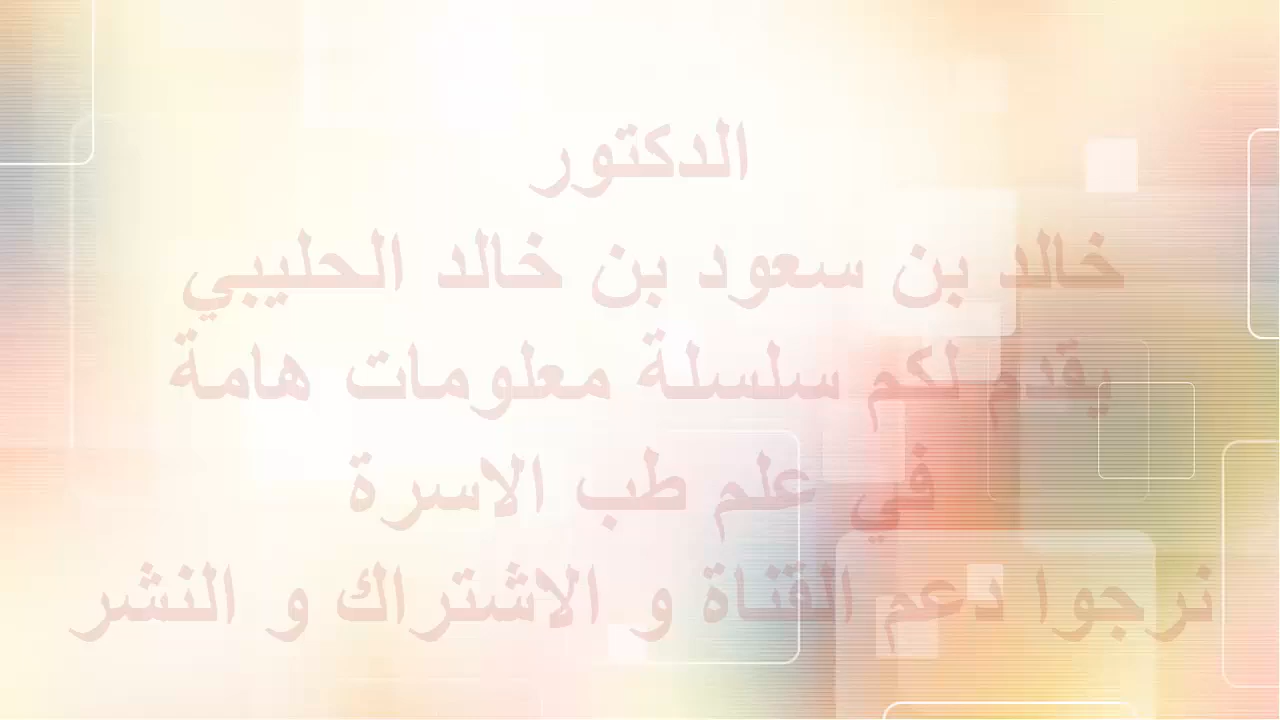 الدكتور
خالد بن سعود بن خالد الحليبي
يقدم لكم سلسلة معلومات هامة
في علم طب الاسرة
نرجوا دعم القناة و الاشتراك و النشر